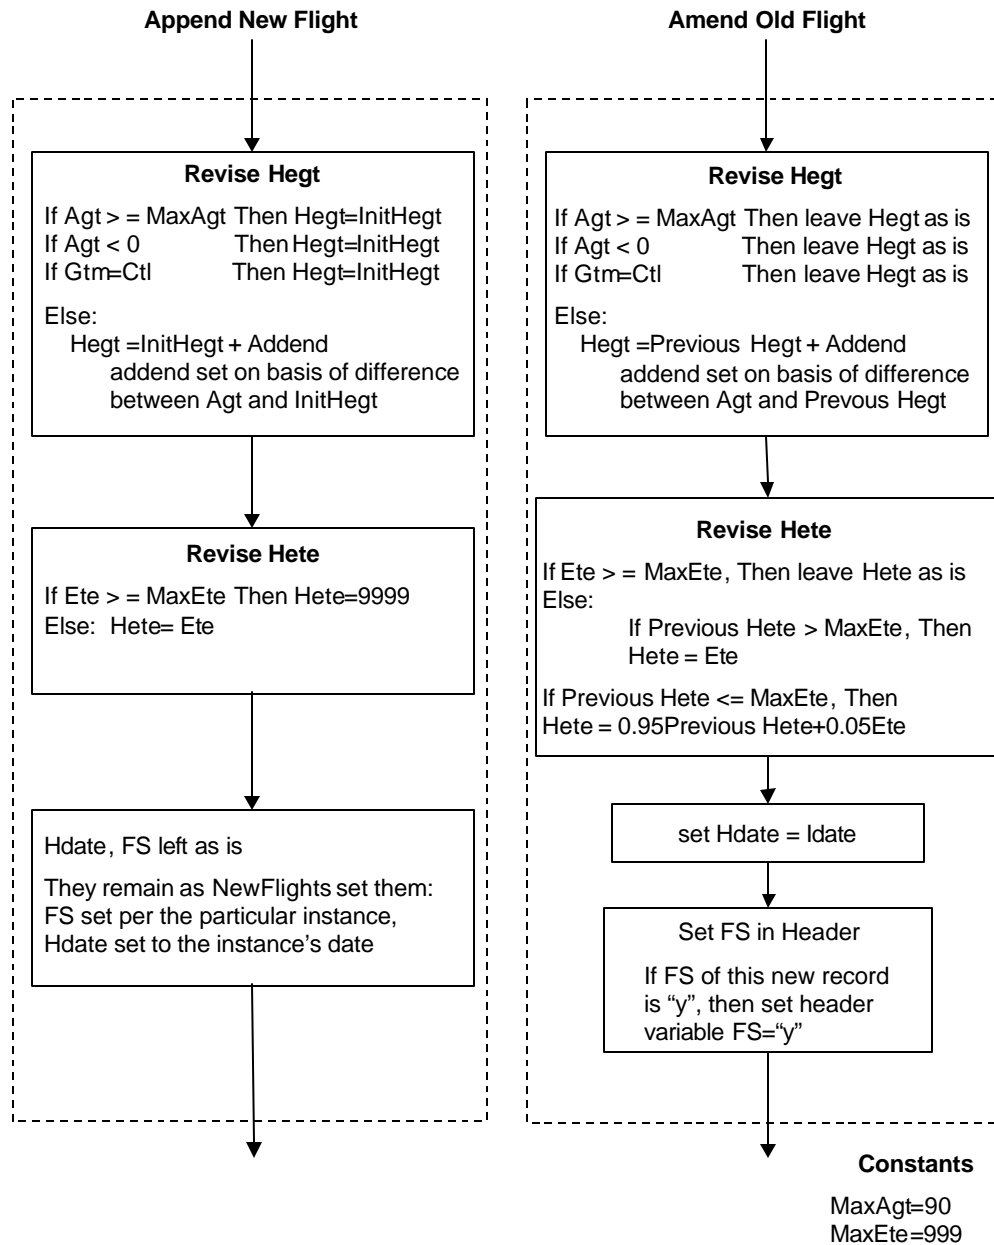 Append New Flight
Revise Hegt
If Agt > = MaxAgt Then Hegt=InitHegt
If Agt < 0 Then Hegt=InitHegt
If Gtm=Ctl Then Hegt=InitHegt
Else:
Hegt =InitHegt + Addend
addend set on basis of difference
between Agt and InitHegt
Revise Hete
If Ete > = MaxEte Then Hete=9999
Else: Hete= Ete
Hdate, FS left as is
They remain as NewFlights set them:
FS set per the particular instance,
Hdate set to the instance's date
Amend Old Flight
Revise Hegt
If Agt > = MaxAgt Then leave Hegt as is
If Agt < 0 Then leave Hegt as is
If Gtm=Ctl Then leave Hegt as is
Else:
Hegt =Previous Hegt + Addend
addend set on basis of difference
between Agt and Prevous Hegt
Revise Hete
If Ete > = MaxEte, Then leave Hete as is
Else:
If Previous Hete > MaxEte, Then
Hete = Ete
If Previous Hete <= MaxEte, Then
Hete = 0.95Previous Hete+0.05Ete
set Hdate = Idate
Set FS in Header
If FS of this new record
is “y”, then set header
variable FS=“y”
Constants
MaxAgt=90
MaxEte=999